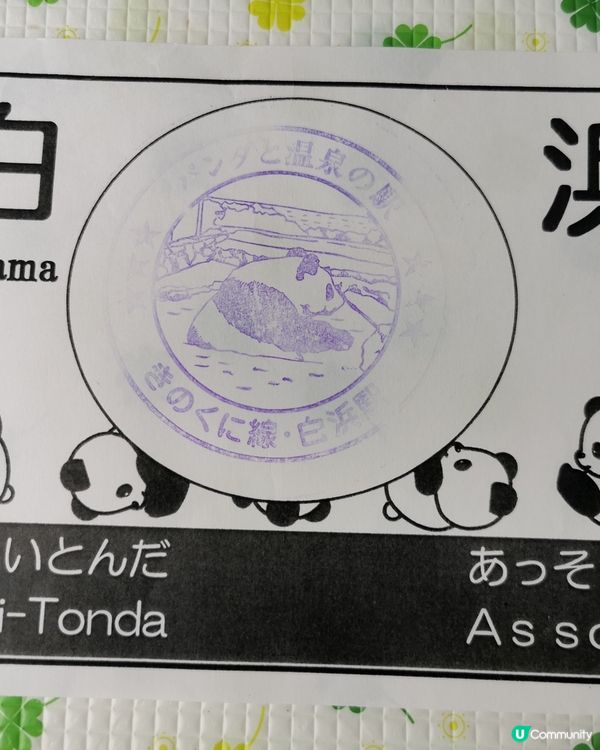 白 浜
ama
パンダと温泉の駅
きのくに線・白浜駅
いとんだ あっそ
i-Tonda Asso
U Community